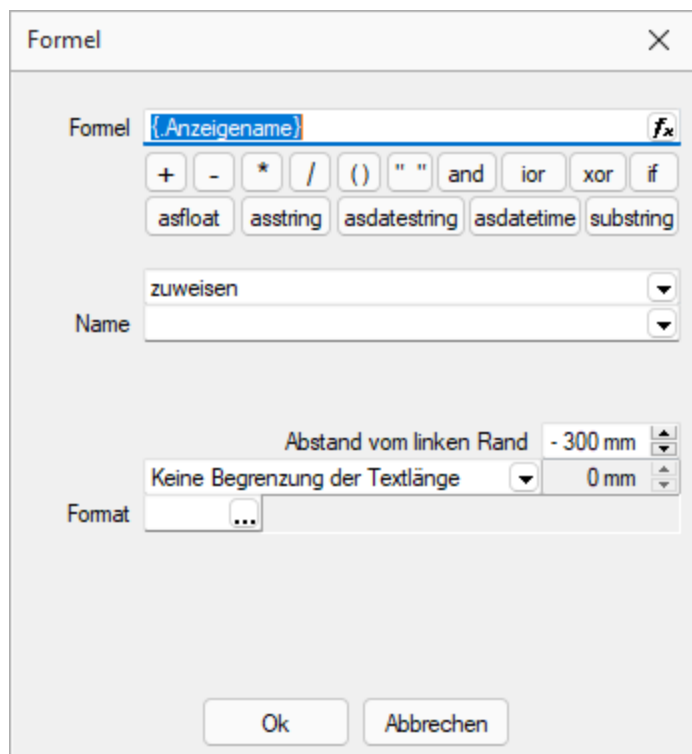 Formel
Formel {.Anzeigename} fx
+ - * / () " " and ior xor if
asfloat asstring asdatestring asdatetime substring
zuweisen
Name
Abstand vom linken Rand - 300 mm
Keine Begrenzung der Textlänge 0 mm
Format ...
Ok Abbrechen